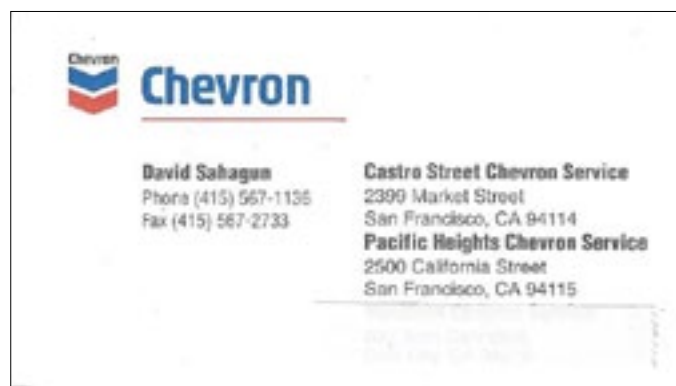 Chevron
Chevron
David Sahagun
Phone (415) 567-1136
Fax (415) 567-2733
Castro Street Chevron Service
2399 Market Street
San Francisco, CA 94114
Pacific Heights Chevron Service
2500 California Street
San Francisco, CA 94115